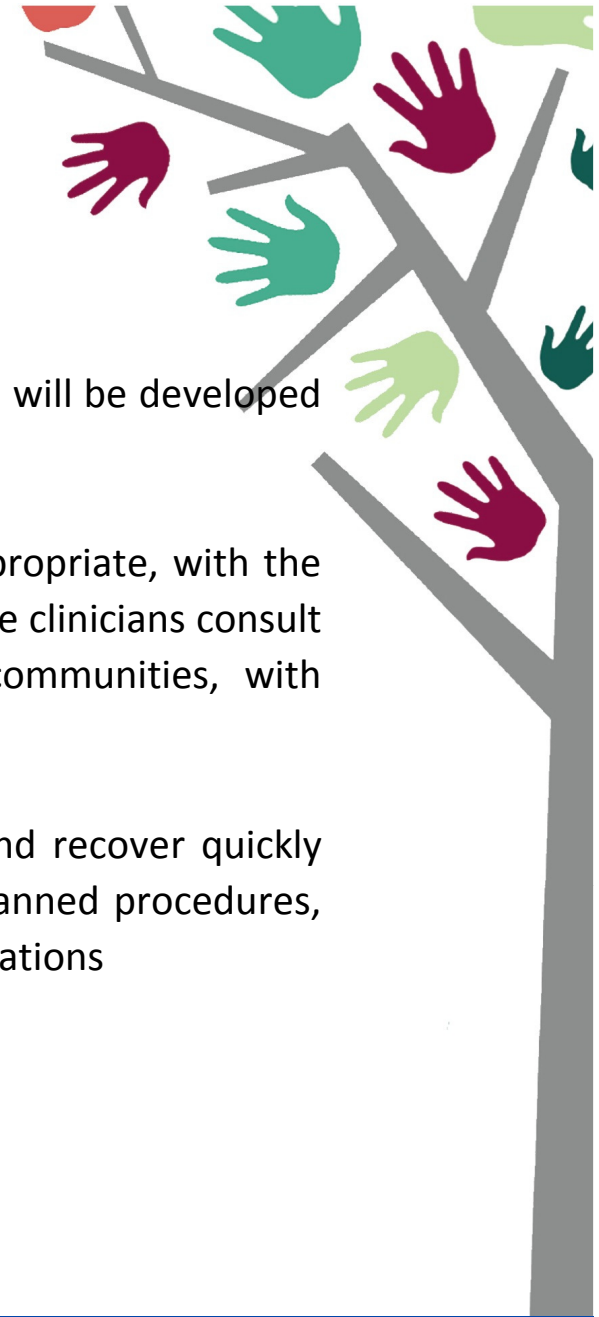 will be developed
propriate, with the
e clinicians consult
communities, with
nd recover quickly
anned procedures,
ations